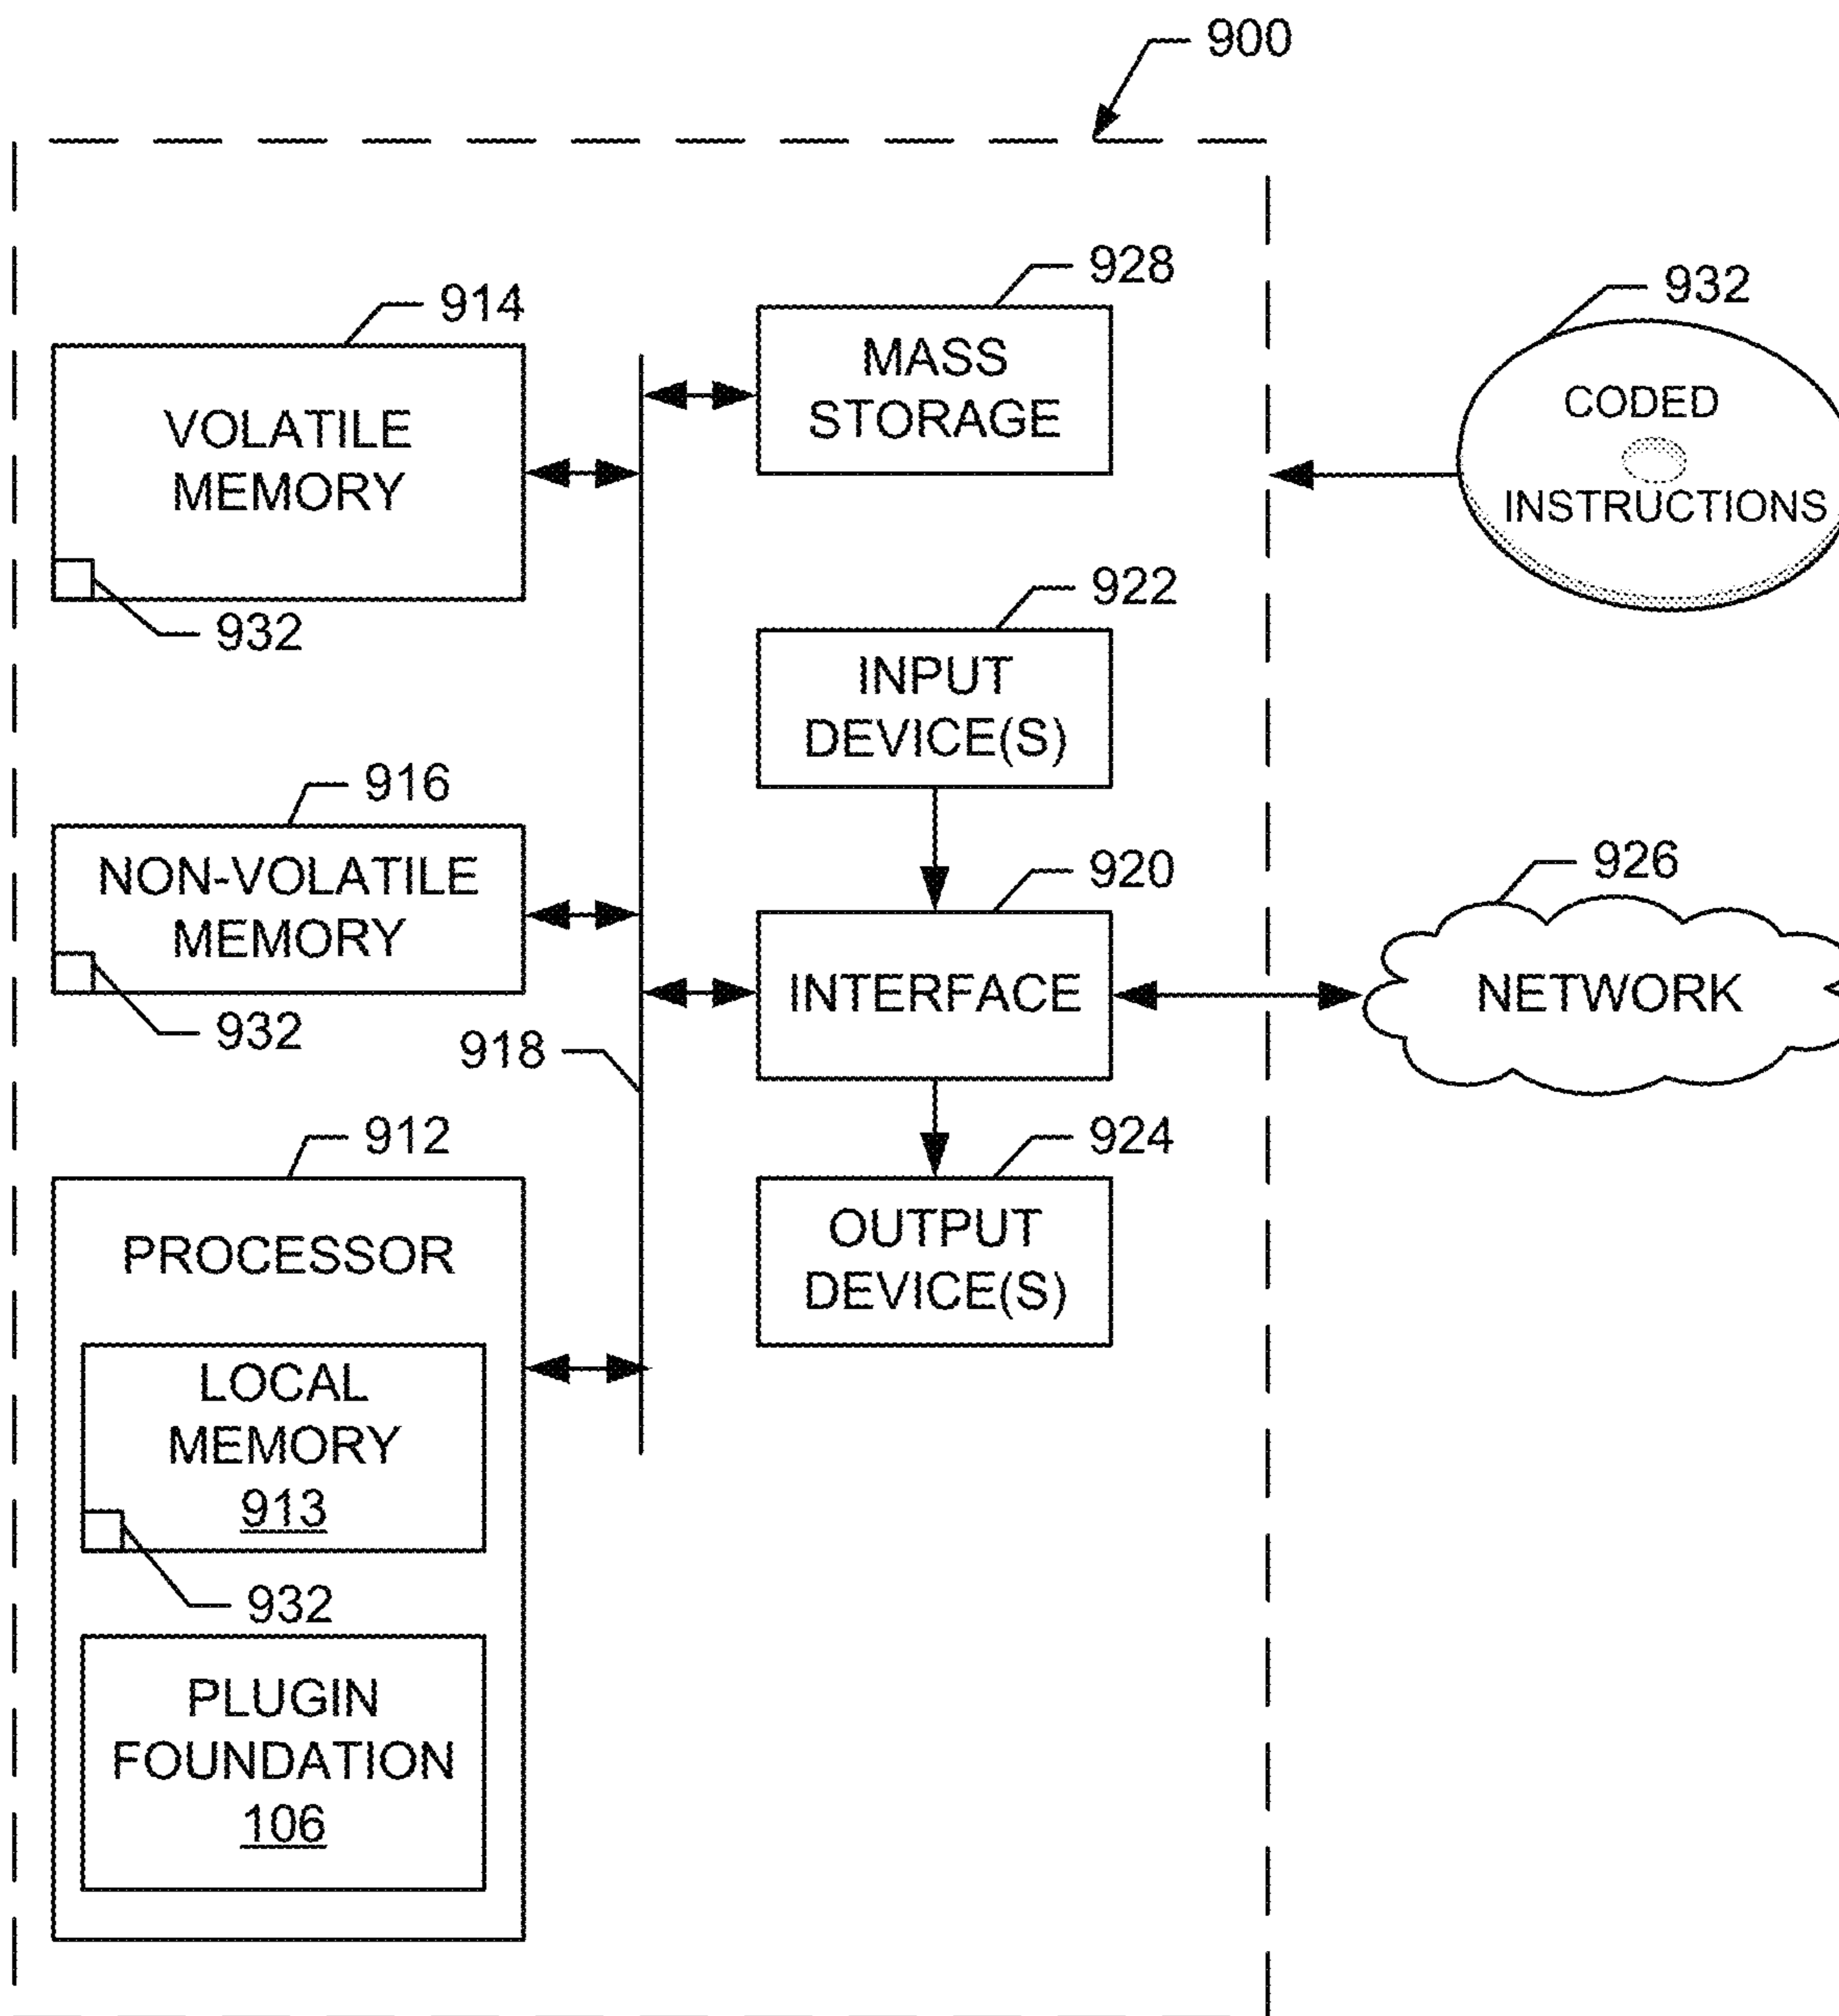 900
928
914
932
MASS
STORAGE
VOLATILE
MEMORY
CODED
INSTRUCTIONS
922
932
INPUT
DEVICE(S)
916
920
926
NON-VOLATILE
MEMORY
INTERFACE
NETWORK
932
918
912
924
PROCESSOR
OUTPUT
DEVICE(S)
LOCAL
MEMORY
913
932
PLUGIN
FOUNDATION
106